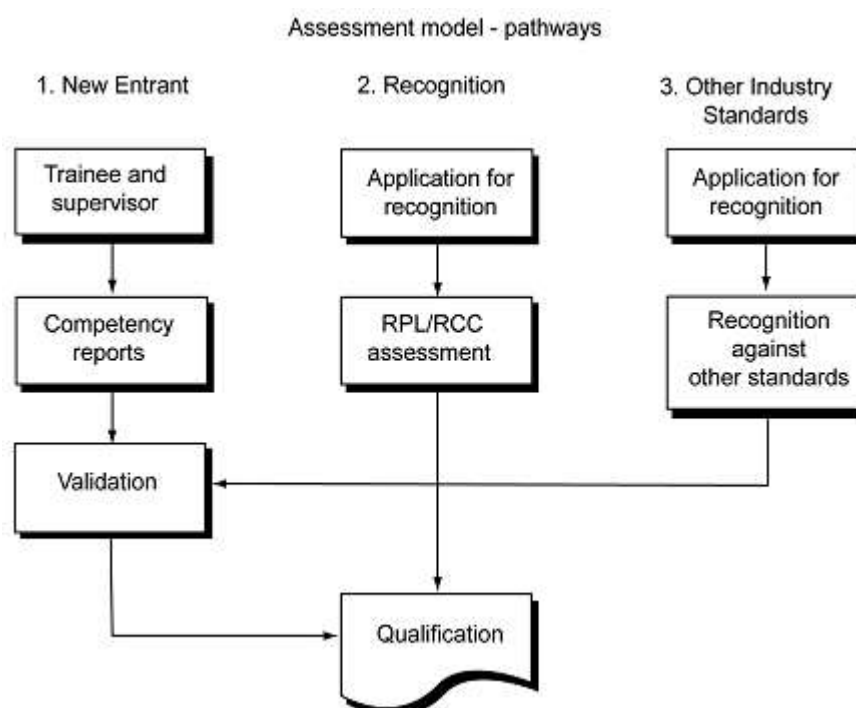 Assessment model - pathways
1. New Entrant
2. Recognition
3. Other Industry
Standards
Trainee and
supervisor
Application for
recognition
Application for
recognition
Competency
reports
RPL/RCC
assessment
Recognition
against
other standards
Validation
Qualification